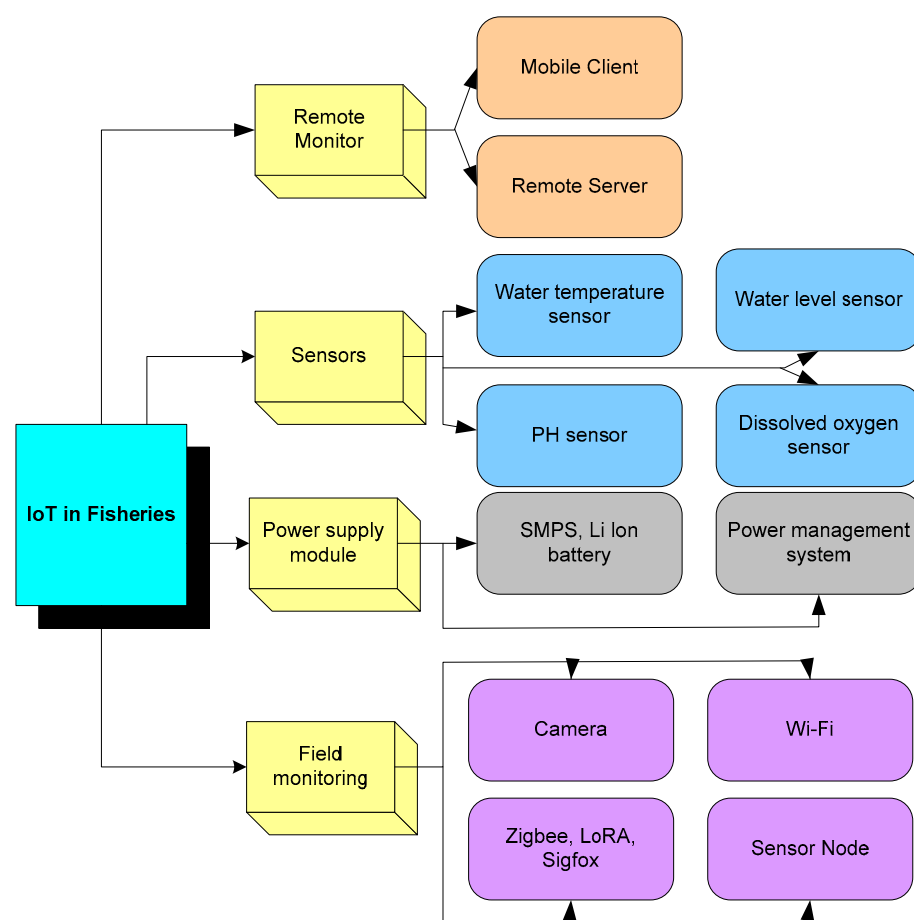 Mobile Client
Remote
Monitor
Remote Server
Water temperature
sensor
Water level sensor
Sensors
PH sensor
Dissolved oxygen
sensor
IoT in Fisheries
Power supply
module
SMPS, Li Ion
battery
Power management
system
Field
monitoring
Camera
Wi-Fi
Zigbee, LoRA,
Sigfox
Sensor Node